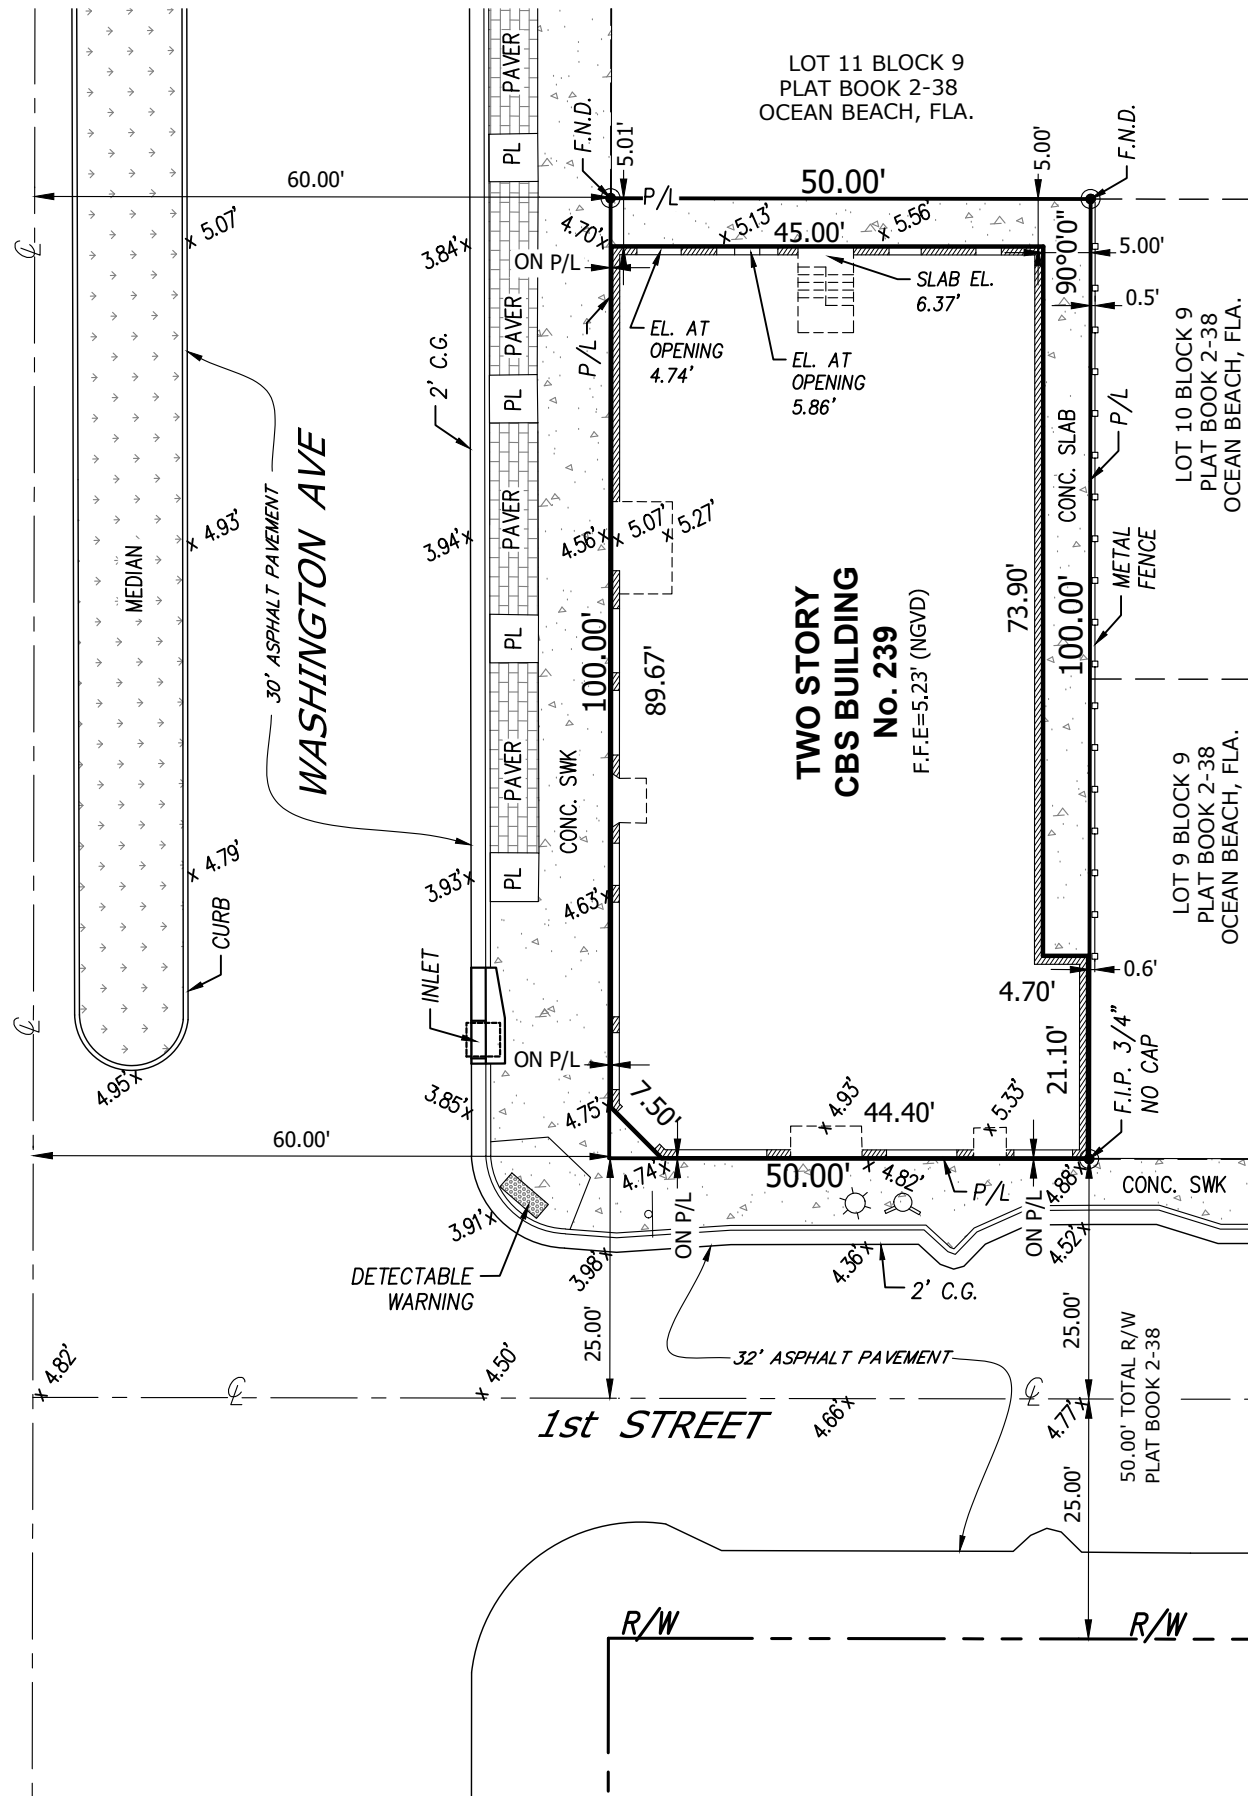 LOT 11 BLOCK 9
PLAT BOOK 2-38
OCEAN BEACH, FLA.
PAVER
F.N.D.
5.01'
5.00'
F.N.D.
PL
60.00'
P/L
50.00'
5.07'
3.84'
4.70'
5.13'
45.00'
5.56'
90°0'0"
5.00'
ON P/L
SLAB EL.
6.37'
0.5'
PAVER
P/L
EL. AT
OPENING
4.74'
EL. AT
OPENING
5.86'
LOT 10 BLOCK 9
PLAT BOOK 2-38
OCEAN BEACH, FLA.
2' C.G.
PL
CONC. SLAB
P/L
30' ASPHALT PAVEMENT
WASHINGTON AVE
MEDIAN
4.93'
3.94'
PAVER
4.56'
5.07'
5.27'
METAL
FENCE
PL
100.00'
89.67'
TWO STORY
CBS BUILDING
No. 239
F.F.E=5.23' (NGVD)
73.90'
100.00'
PAVER
CONC. SWK
LOT 9 BLOCK 9
PLAT BOOK 2-38
OCEAN BEACH, FLA.
4.79'
3.93'
PL
4.63'
CURB
INLET
0.6'
4.70'
21.10'
F.I.P. 3/4"
NO CAP
4.95'
ON P/L
3.85'
4.75'
7.50'
4.93'
44.40'
5.33'
60.00'
4.74'
50.00'
4.82'
P/L
4.88'
CONC. SWK
3.91'
3.98'
ON P/L
4.36'
ON P/L
4.52'
DETECTABLE
WARNING
2' C.G.
25.00'
25.00'
50.00' TOTAL R/W
PLAT BOOK 2-38
4.82'
4.50'
32' ASPHALT PAVEMENT
1st STREET
4.66'
4.77'
25.00'
R/W
R/W